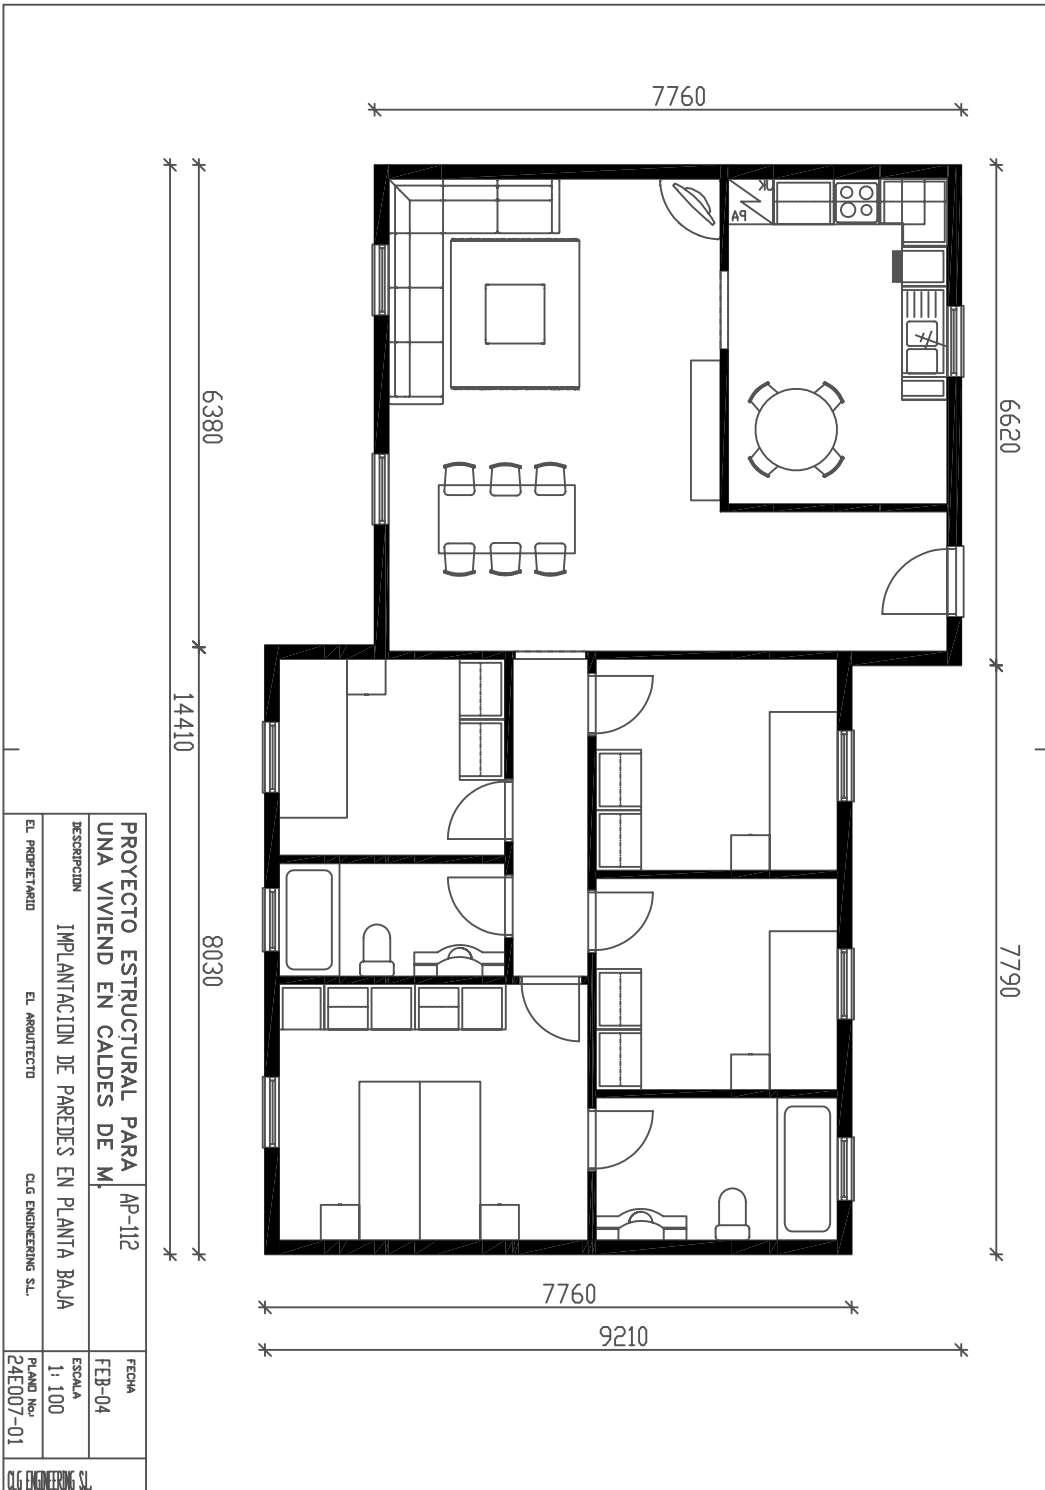 7760
UK
PA
6380
6620
14410
8030
7790
7760
9210
PROYECTO ESTRUCTURAL PARA
UNA VIVIEND EN CALDES DE M.
AP-112
FECHA
FEB-04
DESCRIPCION
IMPLANTACION DE PAREDES EN PLANTA BAJA
ESCALA
1: 100
EL PROPIETARIO
EL ARQUITECTO
CLG ENGINEERING S.L.
PLANO No.:
24E007-01
CLG ENGINEERING S.L.